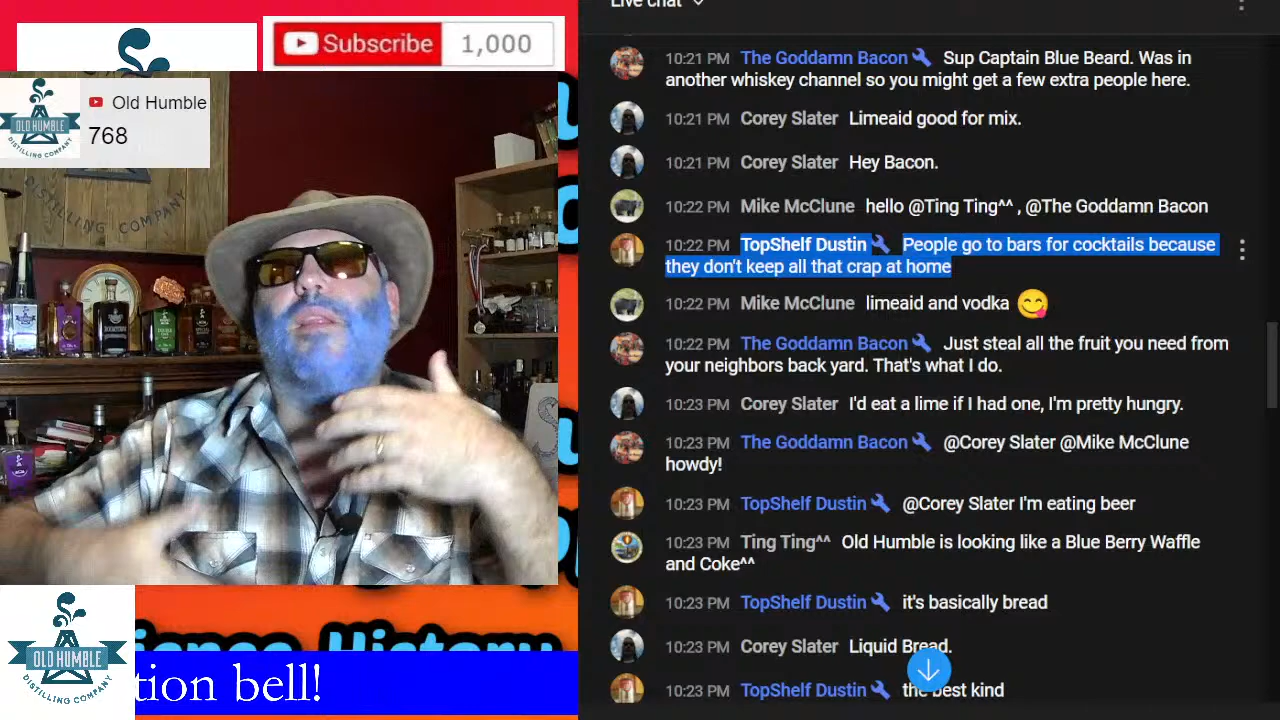 Subscribe
1,000
Old Humble
768
OLD HUMBLE
DISTILLING COMPANY
DISTILLING COMPANY
OLD HUMBLE
DISTILLING COMPANY
tion bell!
Live chat
10:21 PM The Goddamn Bacon Sup Captain Blue Beard. Was in
another whiskey channel so you might get a few extra people here.
10:21 PM Corey Slater Limeaid good for mix.
10:21 PM Corey Slater Hey Bacon.
10:22 PM Mike McClune hello @Ting Ting^^ , @The Goddamn Bacon
10:22 PM TopShelf Dustin People go to bars for cocktails because
they don't keep all that crap at home
10:22 PM Mike McClune limeaid and vodka 😋
10:22 PM The Goddamn Bacon Just steal all the fruit you need from
your neighbors back yard. That's what I do.
10:23 PM Corey Slater I'd eat a lime if I had one, I'm pretty hungry.
10:23 PM The Goddamn Bacon @Corey Slater @Mike McClune
howdy!
10:23 PM TopShelf Dustin @Corey Slater I'm eating beer
10:23 PM Ting Ting^^ Old Humble is looking like a Blue Berry Waffle
and Coke^^
10:23 PM TopShelf Dustin it's basically bread
10:23 PM Corey Slater Liquid Bread.
10:23 PM TopShelf Dustin the best kind